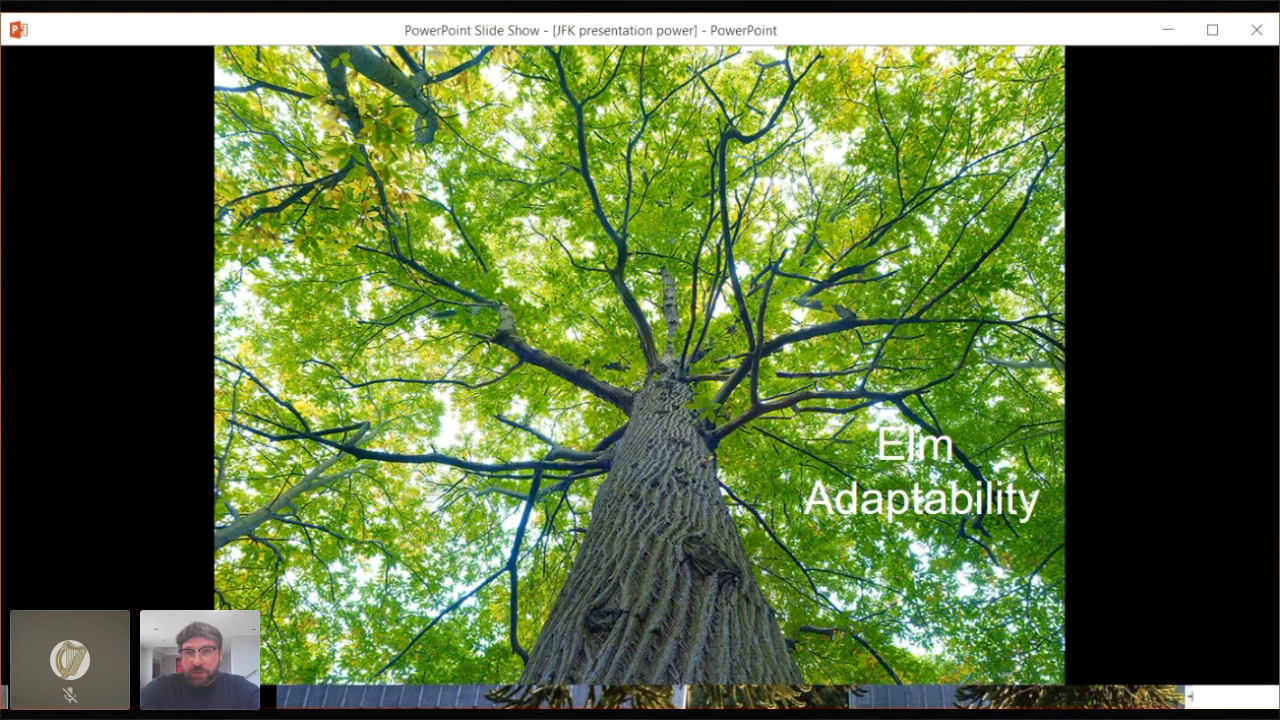 PowerPoint Slide Show - [JFK presentation power] - PowerPoint
Elm
Adaptability